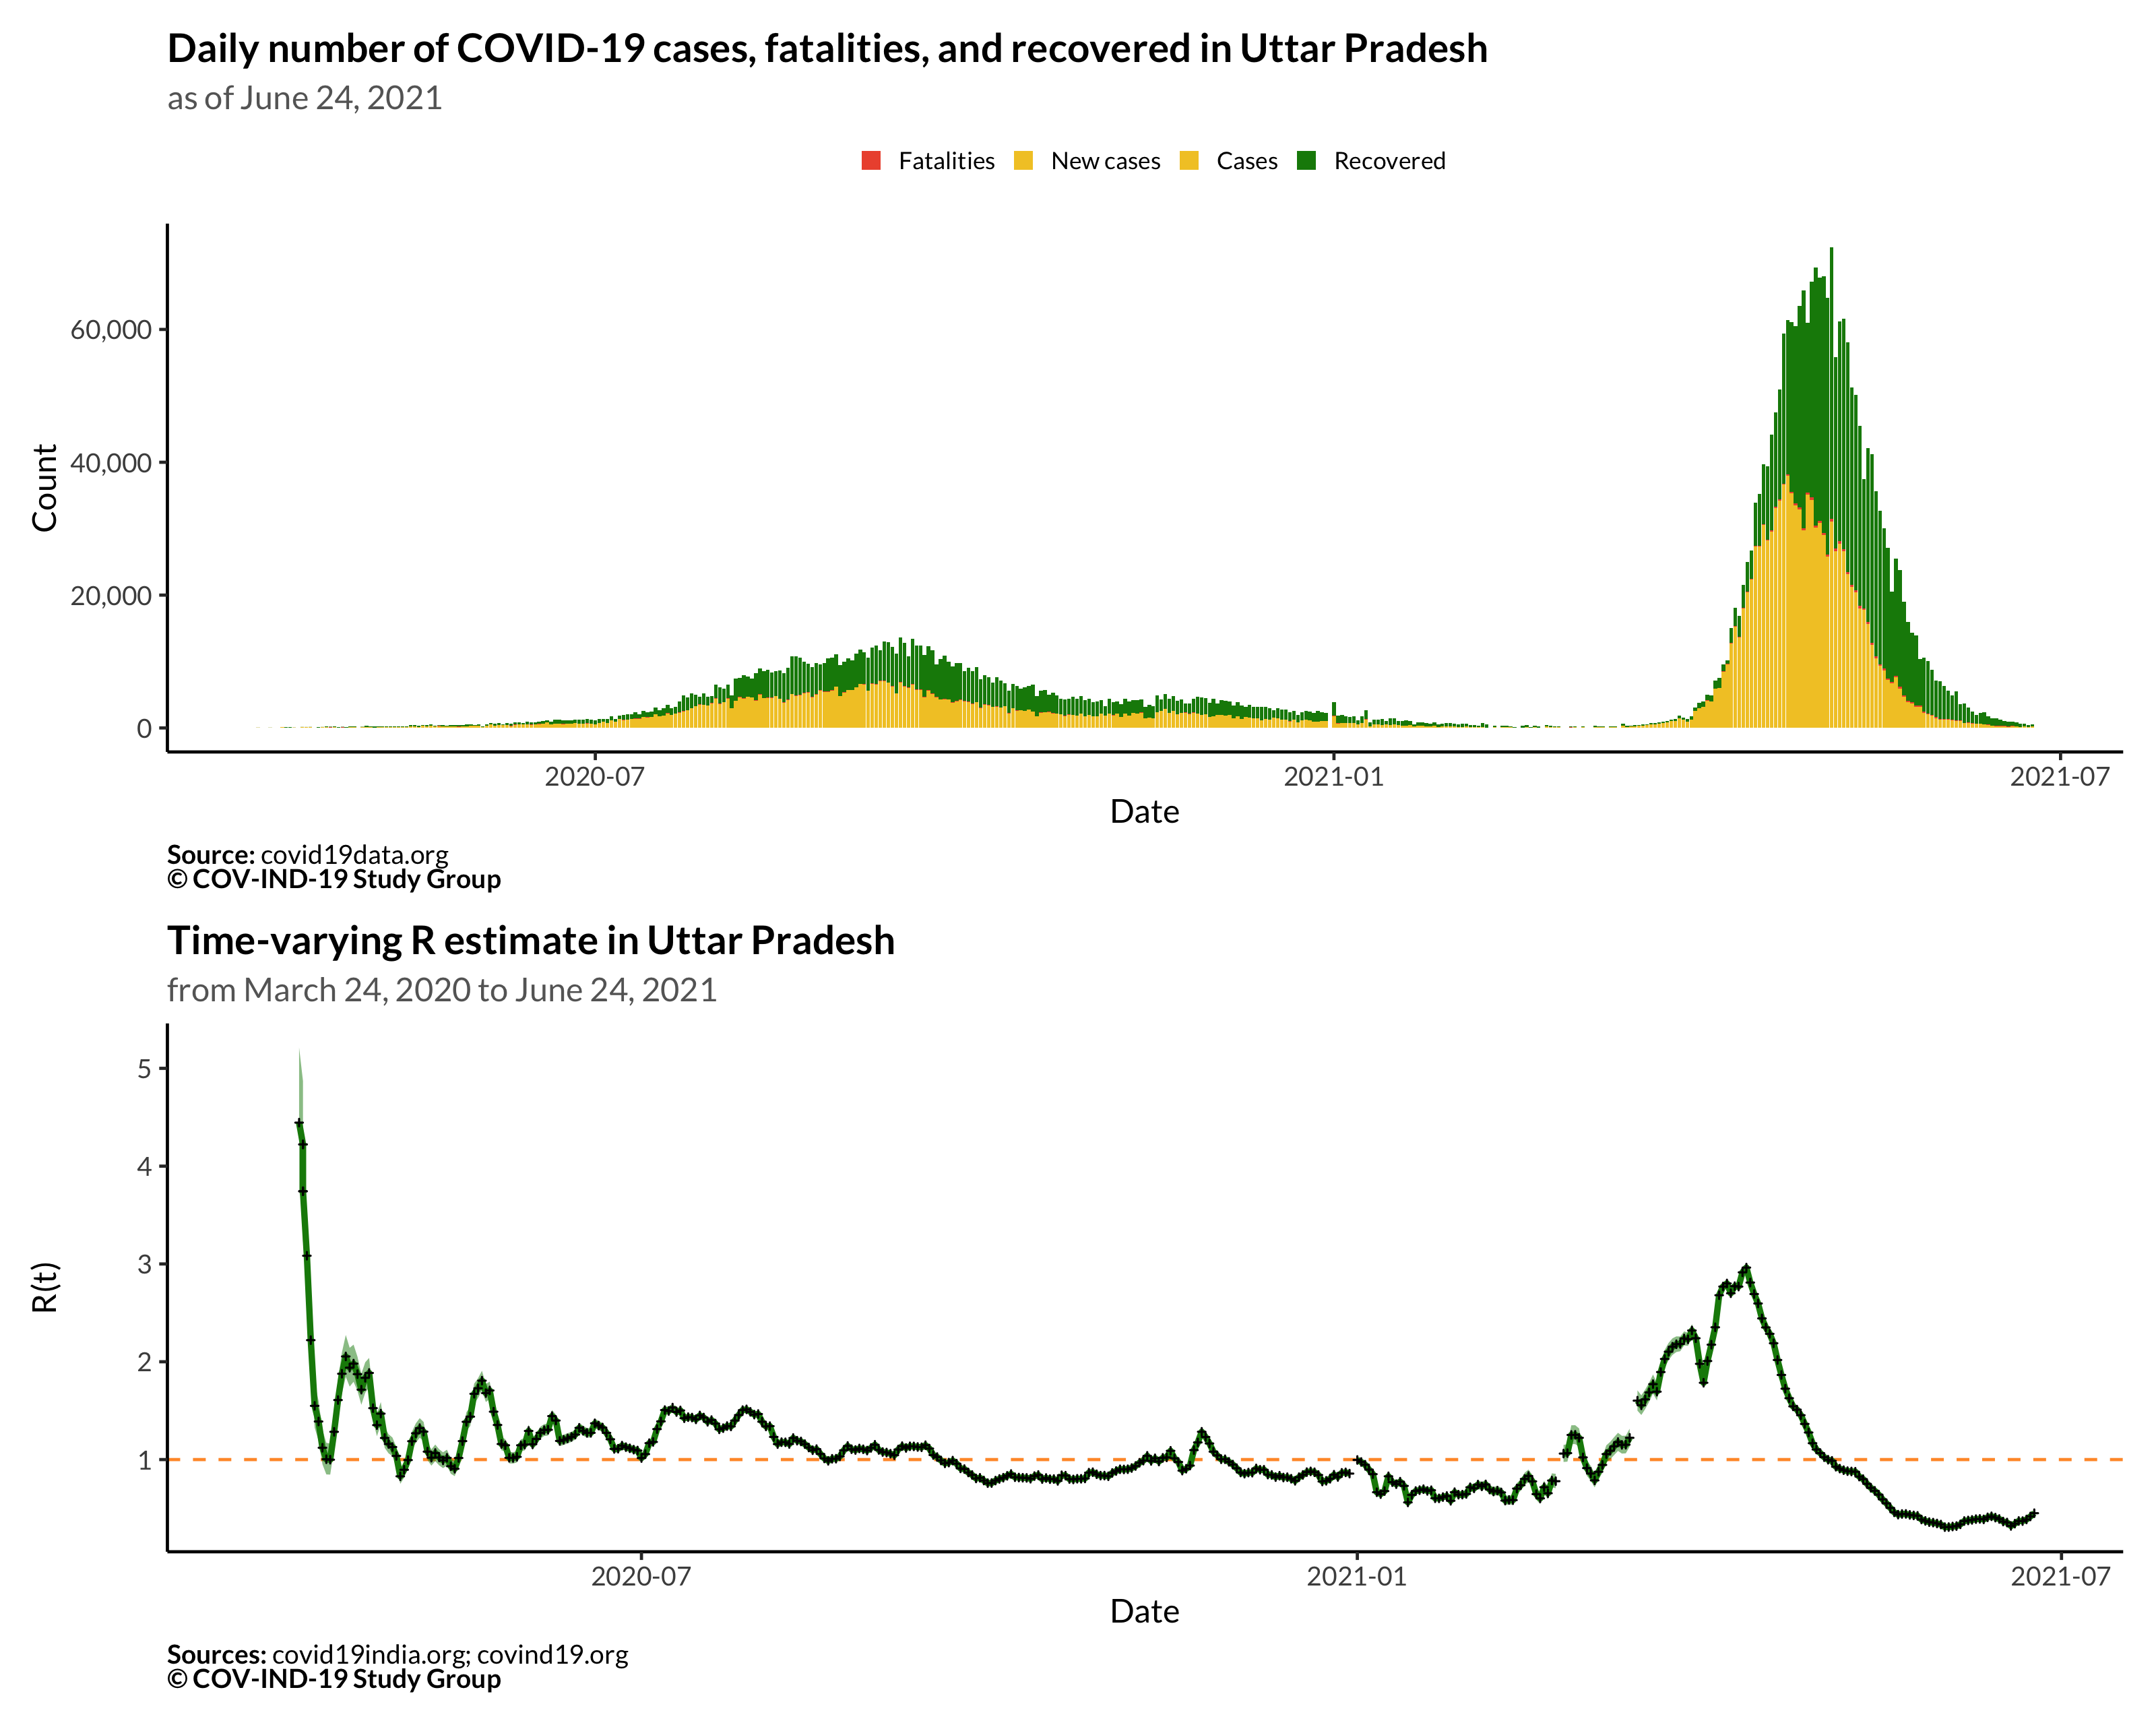 Daily number of COVID-19 cases, fatalities, and recovered in Uttar Pradesh
as of June 24, 2021
Fatalities New cases Cases Recovered
Count
60,000
40,000
20,000
0
2020-07 2021-01 2021-07
Date
Source: covid19data.org
© COV-IND-19 Study Group
Time-varying R estimate in Uttar Pradesh
from March 24, 2020 to June 24, 2021
R(t)
5
4
3
2
1
2020-07 2021-01 2021-07
Date
Sources: covid19india.org; covind19.org
© COV-IND-19 Study Group